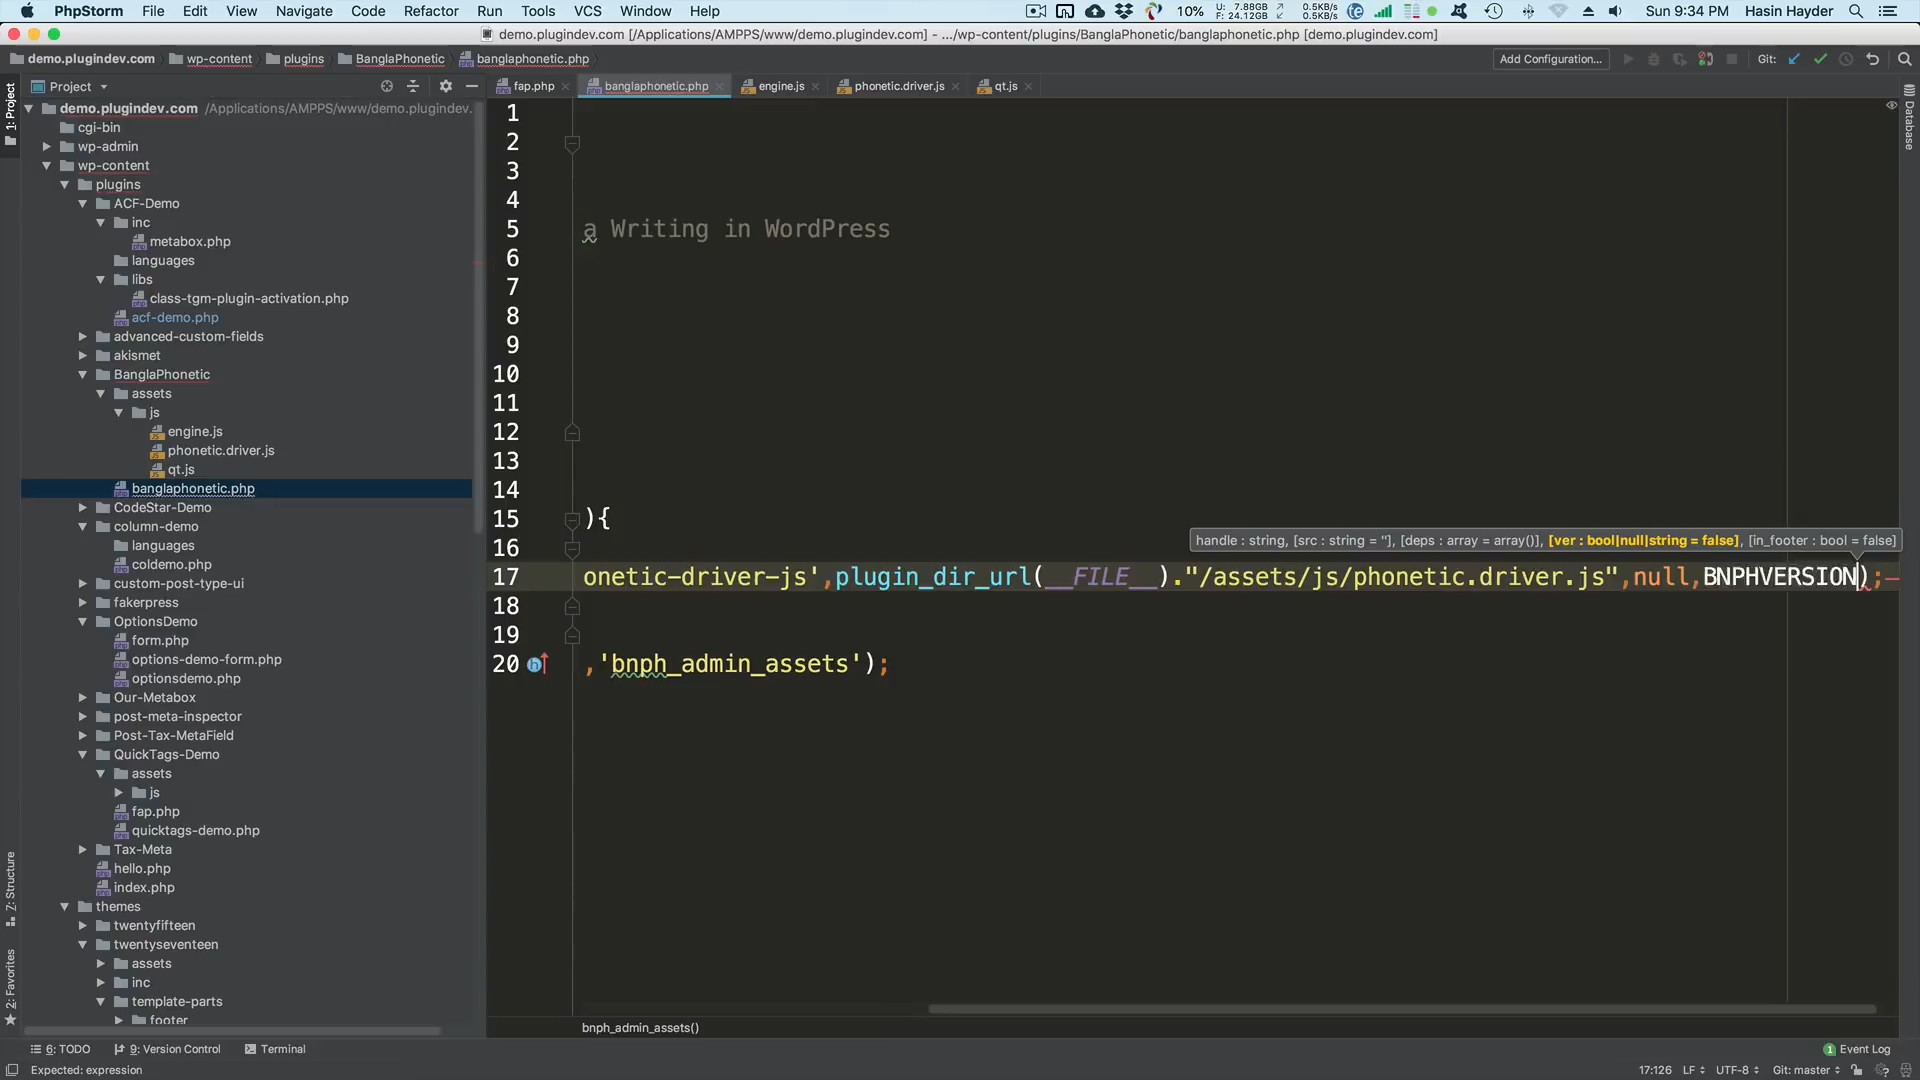 PhpStorm File Edit View Navigate Code Refactor Run Tools VCS Window Help 10% U: 7.88GB F: 24.12GB 0.5KB/s 0.5KB/s Sun 9:34 PM Hasin Hayder
demo.plugindev.com [/Applications/AMPPS/www/demo.plugindev.com] - .../wp-content/plugins/BanglaPhonetic/banglaphonetic.php [demo.plugindev.com]
demo.plugindev.com wp-content plugins BanglaPhonetic banglaphonetic.php Add Configuration... Git:
Project fap.php banglaphonetic.php engine.js phonetic.driver.js qt.js
1: Project
Database
demo.plugindev.com /Applications/AMPPS/www/demo.plugindev.
cgi-bin
wp-admin
wp-content
plugins
ACF-Demo
inc
metabox.php
languages
libs
class-tgm-plugin-activation.php
acf-demo.php
advanced-custom-fields
akismet
BanglaPhonetic
assets
js
engine.js
phonetic.driver.js
qt.js
banglaphonetic.php
CodeStar-Demo
column-demo
languages
coldemo.php
custom-post-type-ui
fakerpress
OptionsDemo
form.php
options-demo-form.php
optionsdemo.php
Our-Metabox
post-meta-inspector
Post-Tax-MetaField
QuickTags-Demo
assets
js
fap.php
quicktags-demo.php
Tax-Meta
hello.php
index.php
themes
twentyfifteen
twentyseventeen
assets
inc
template-parts
footer
Z: Structure
2: Favorites
1
2
3
4
5 a Writing in WordPress
6
7
8
9
10
11
12
13
14
15 ){
handle : string, [src : string = ''], [deps : array = array()], [ver : bool|null|string = false], [in_footer : bool = false]
16
17 onetic-driver-js',plugin_dir_url(__FILE__)."/assets/js/phonetic.driver.js",null,BNPHVERSION);
18
19
20 ,'bnph_admin_assets');
bnph_admin_assets()
6: TODO 9: Version Control Terminal 1 Event Log
Expected: expression 17:126 LF UTF-8 Git: master